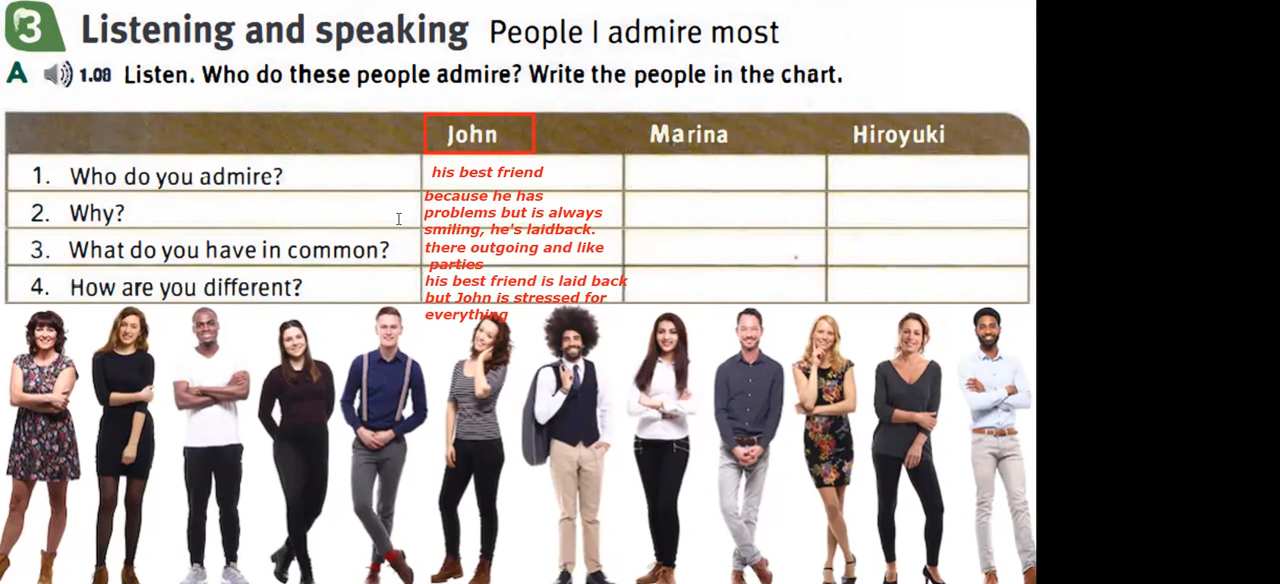 3 Listening and speaking People I admire most
A 1.08 Listen. Who do these people admire? Write the people in the chart.
John Marina Hiroyuki
1. Who do you admire? his best friend
2. Why? because he has
problems but is always
smiling, he's laidback.
3. What do you have in common? there outgoing and like
parties
4. How are you different? his best friend is laid back
but John is stressed for
everything